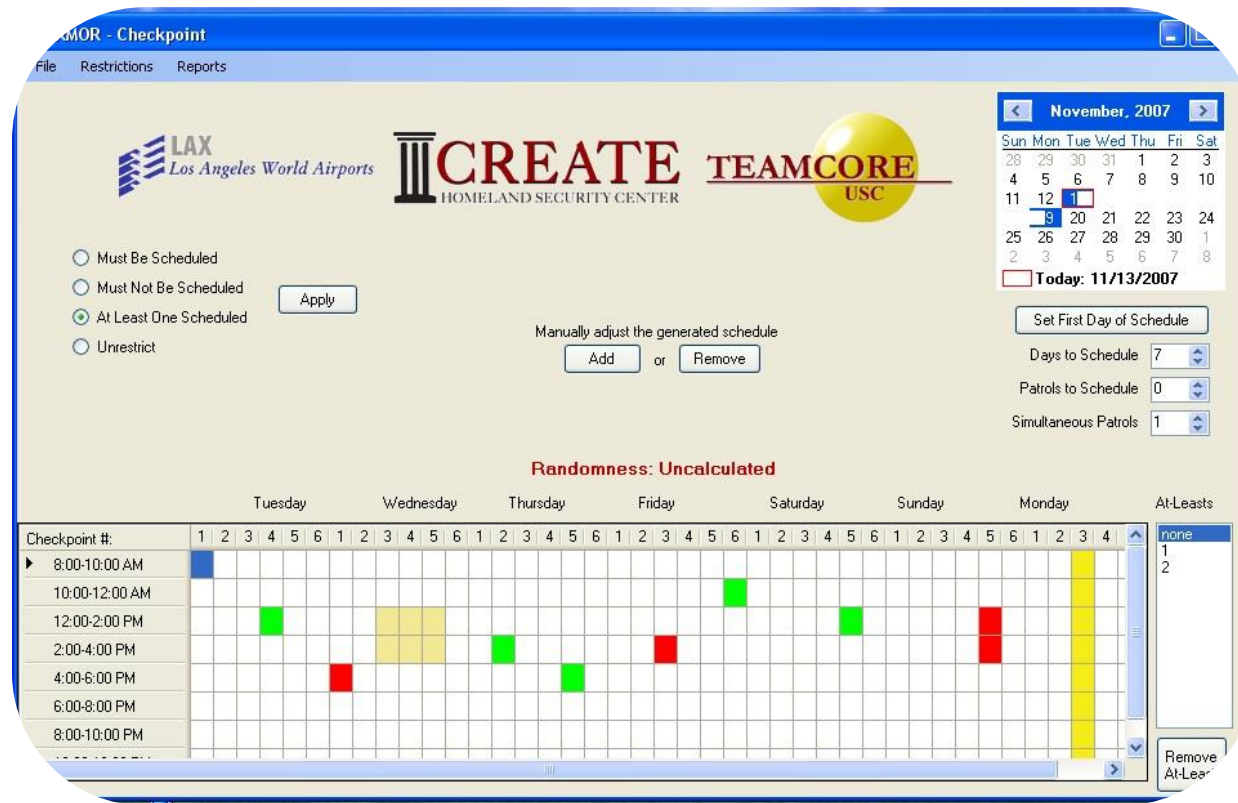 MOR - Checkpoint
File Restrictions Reports
LAX
Los Angeles World Airports
CREATE
HOMELAND SECURITY CENTER
TEAMCORE
USC
November, 2007
Sun Mon Tue Wed Thu Fri Sat
28 29 30 31 1 2 3
4 5 6 7 8 9 10
11 12 1
9 20 21 22 23 24
25 26 27 28 29 30 1
2 3 4 5 6 7 8
Today: 11/13/2007
Must Be Scheduled
Must Not Be Scheduled
At Least One Scheduled
Unrestrict
Apply
Manually adjust the generated schedule
Add or Remove
Set First Day of Schedule
Days to Schedule 7
Patrols to Schedule 0
Simultaneous Patrols 1
Randomness: Uncalculated
Tuesday Wednesday Thursday Friday Saturday Sunday Monday At-Leasts
Checkpoint #: 1 2 3 4 5 6 1 2 3 4 5 6 1 2 3 4 5 6 1 2 3 4 5 6 1 2 3 4 5 6 1 2 3 4 5 6 1 2 3 4
8:00-10:00 AM
10:00-12:00 AM
12:00-2:00 PM
2:00-4:00 PM
4:00-6:00 PM
6:00-8:00 PM
8:00-10:00 PM
none
1
2
Remove
At-Leas